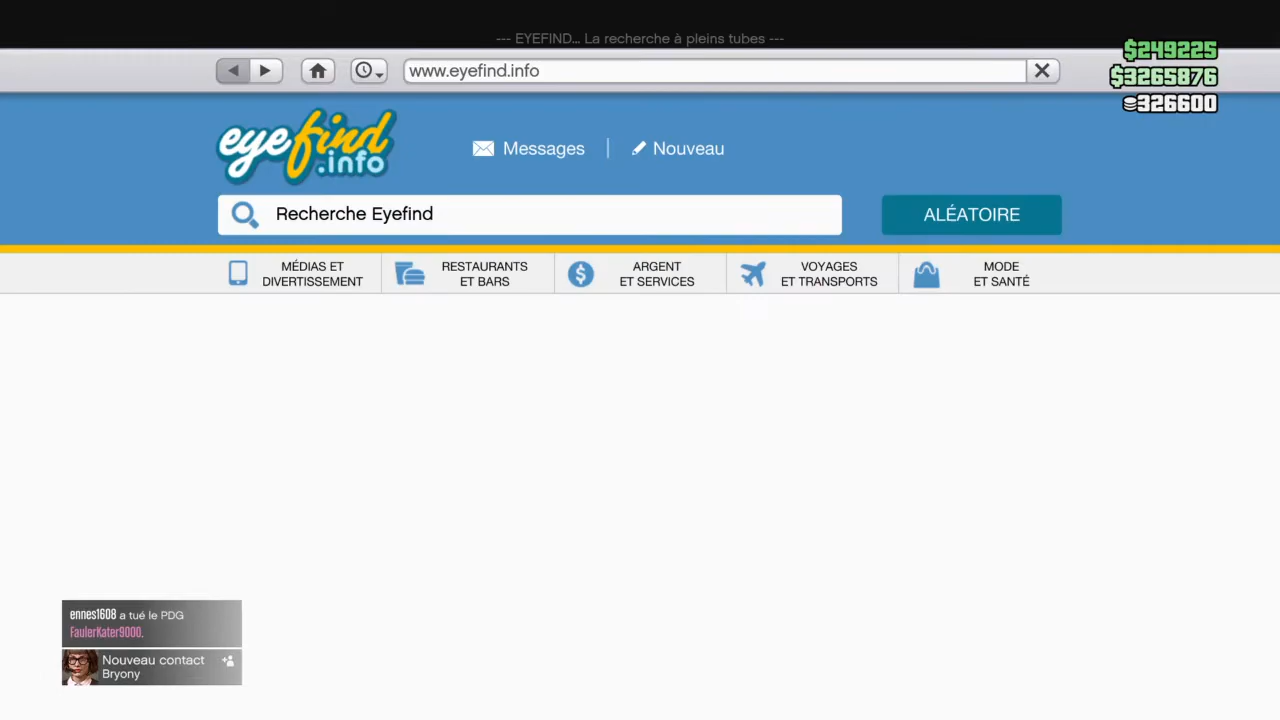 --- EYEFIND... La recherche à pleins tubes ---
www.eyefind.info
$249225
$3265876
326600
eyefind
.info
Messages | Nouveau
Recherche Eyefind
ALÉATOIRE
MÉDIAS ET
DIVERTISSEMENT
RESTAURANTS
ET BARS
ARGENT
ET SERVICES
VOYAGES
ET TRANSPORTS
MODE
ET SANTÉ
ennes1608 a tué le PDG
FaulerKater9000.
Nouveau contact
Bryony